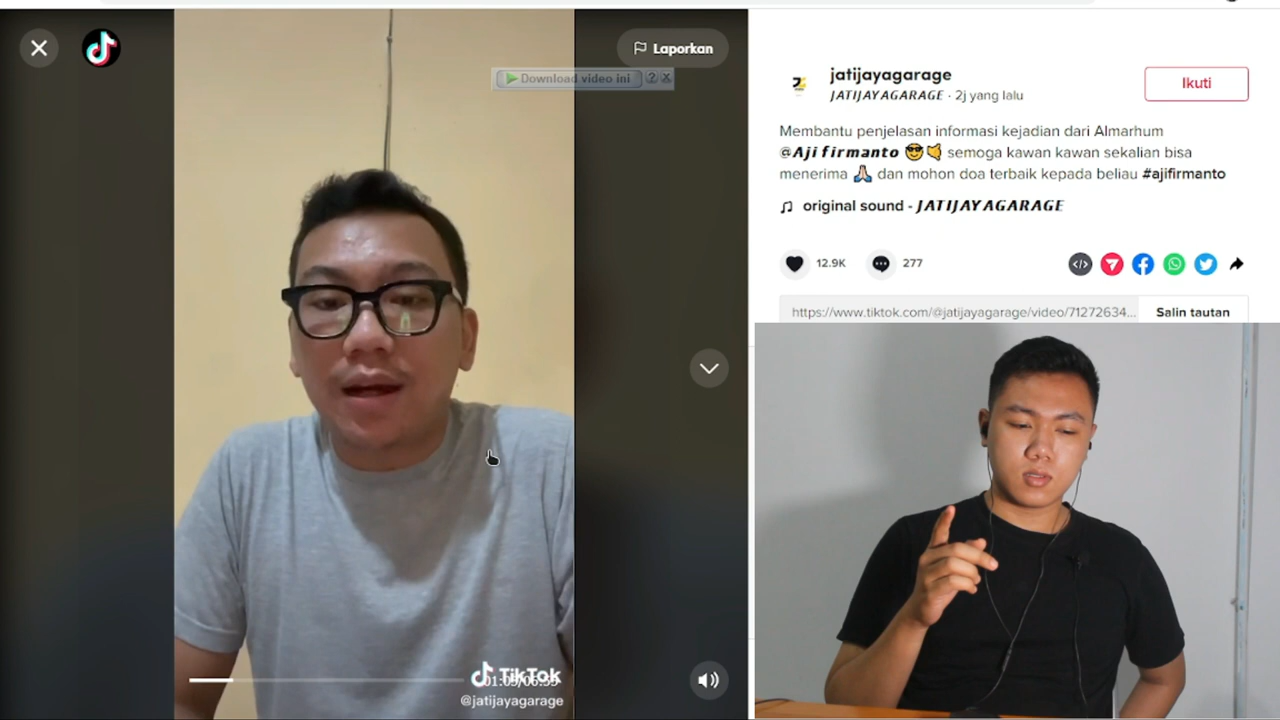 Laporkan
Download video ini
?
TikTok
@jatijayagarage
jatijayagarage
JATIJAYAGARAGE · 2j yang lalu
Ikuti
Membantu penjelasan informasi kejadian dari Almarhum
@Aji firmanto 😎🤙 semoga kawan kawan sekalian bisa
menerima 🙏🏻 dan mohon doa terbaik kepada beliau #ajifirmanto
original sound - JATIJAYAGARAGE
12.9K
277
https://www.tiktok.com/@jatijayagarage/video/71272634...
Salin tautan